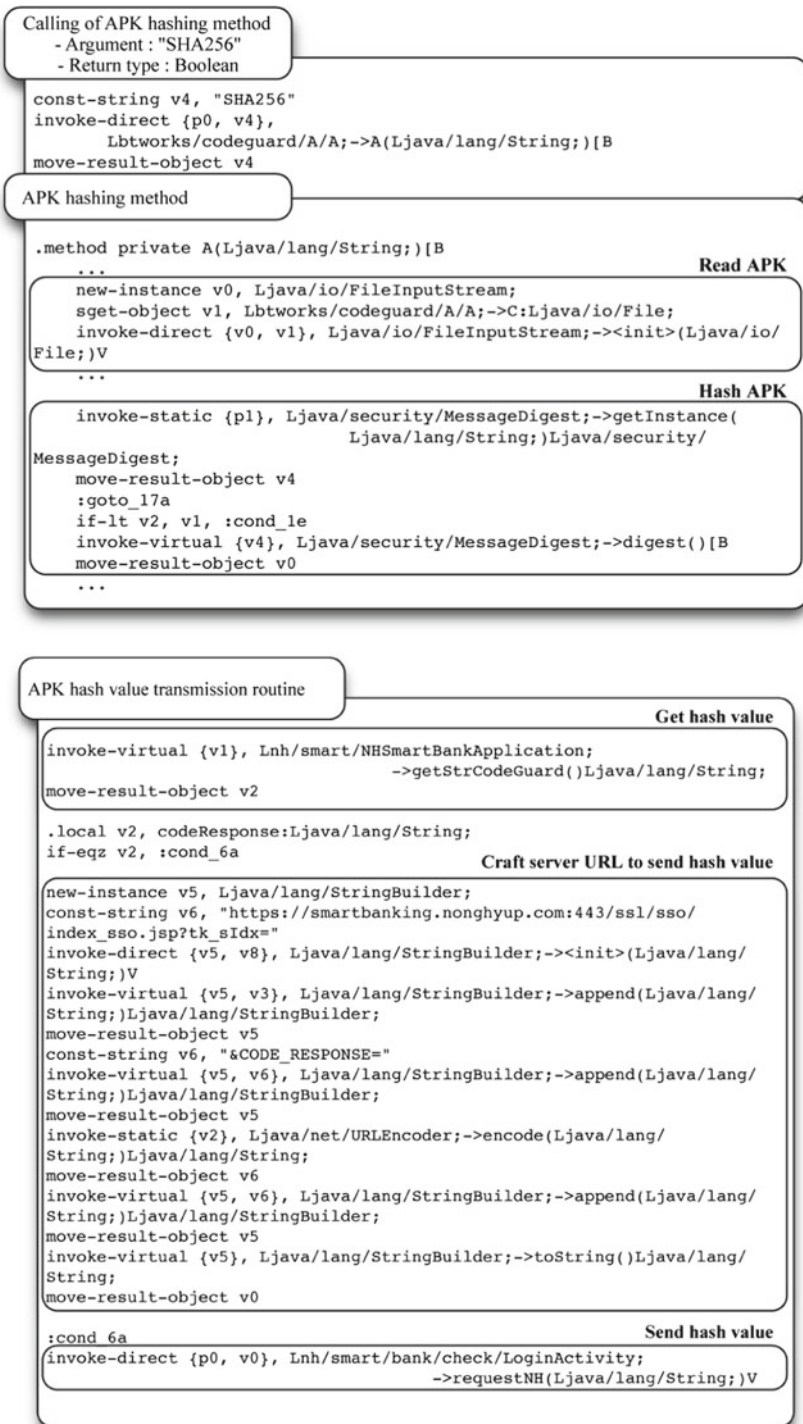 Calling of APK hashing method
- Argument : "SHA256"
- Return type : Boolean
const-string v4, "SHA256"
invoke-direct {p0, v4},
Lbtworks/codeguard/A/A;->A(Ljava/lang/String;)[B
move-result-object v4
APK hashing method
.method private A(Ljava/lang/String;)[B
...
Read APK
new-instance v0, Ljava/io/FileInputStream;
sget-object v1, Lbtworks/codeguard/A/A;->C:Ljava/io/File;
invoke-direct {v0, v1}, Ljava/io/FileInputStream;-><init>(Ljava/io/
File;)V
...
Hash APK
invoke-static {p1}, Ljava/security/MessageDigest;->getInstance(
Ljava/lang/String;)Ljava/security/
MessageDigest;
move-result-object v4
:goto_17a
if-lt v2, v1, :cond_1e
invoke-virtual {v4}, Ljava/security/MessageDigest;->digest()[B
move-result-object v0
...
APK hash value transmission routine
Get hash value
invoke-virtual {v1}, Lnh/smart/NHSmartBankApplication;
->getStrCodeGuard()Ljava/lang/String;
move-result-object v2
.local v2, codeResponse:Ljava/lang/String;
if-eqz v2, :cond_6a
Craft server URL to send hash value
new-instance v5, Ljava/lang/StringBuilder;
const-string v6, "https://smartbanking.nonghyup.com:443/ssl/sso/
index_sso.jsp?tk_sIdx="
invoke-direct {v5, v8}, Ljava/lang/StringBuilder;-><init>(Ljava/lang/
String;)V
invoke-virtual {v5, v3}, Ljava/lang/StringBuilder;->append(Ljava/lang/
String;)Ljava/lang/StringBuilder;
move-result-object v5
const-string v6, "&CODE_RESPONSE="
invoke-virtual {v5, v6}, Ljava/lang/StringBuilder;->append(Ljava/lang/
String;)Ljava/lang/StringBuilder;
move-result-object v5
invoke-static {v2}, Ljava/net/URLEncoder;->encode(Ljava/lang/
String;)Ljava/lang/String;
move-result-object v6
invoke-virtual {v5, v6}, Ljava/lang/StringBuilder;->append(Ljava/lang/
String;)Ljava/lang/StringBuilder;
move-result-object v5
invoke-virtual {v5}, Ljava/lang/StringBuilder;->toString()Ljava/lang/
String;
move-result-object v0
:cond_6a
Send hash value
invoke-direct {p0, v0}, Lnh/smart/bank/check/LoginActivity;
->requestNH(Ljava/lang/String;)V